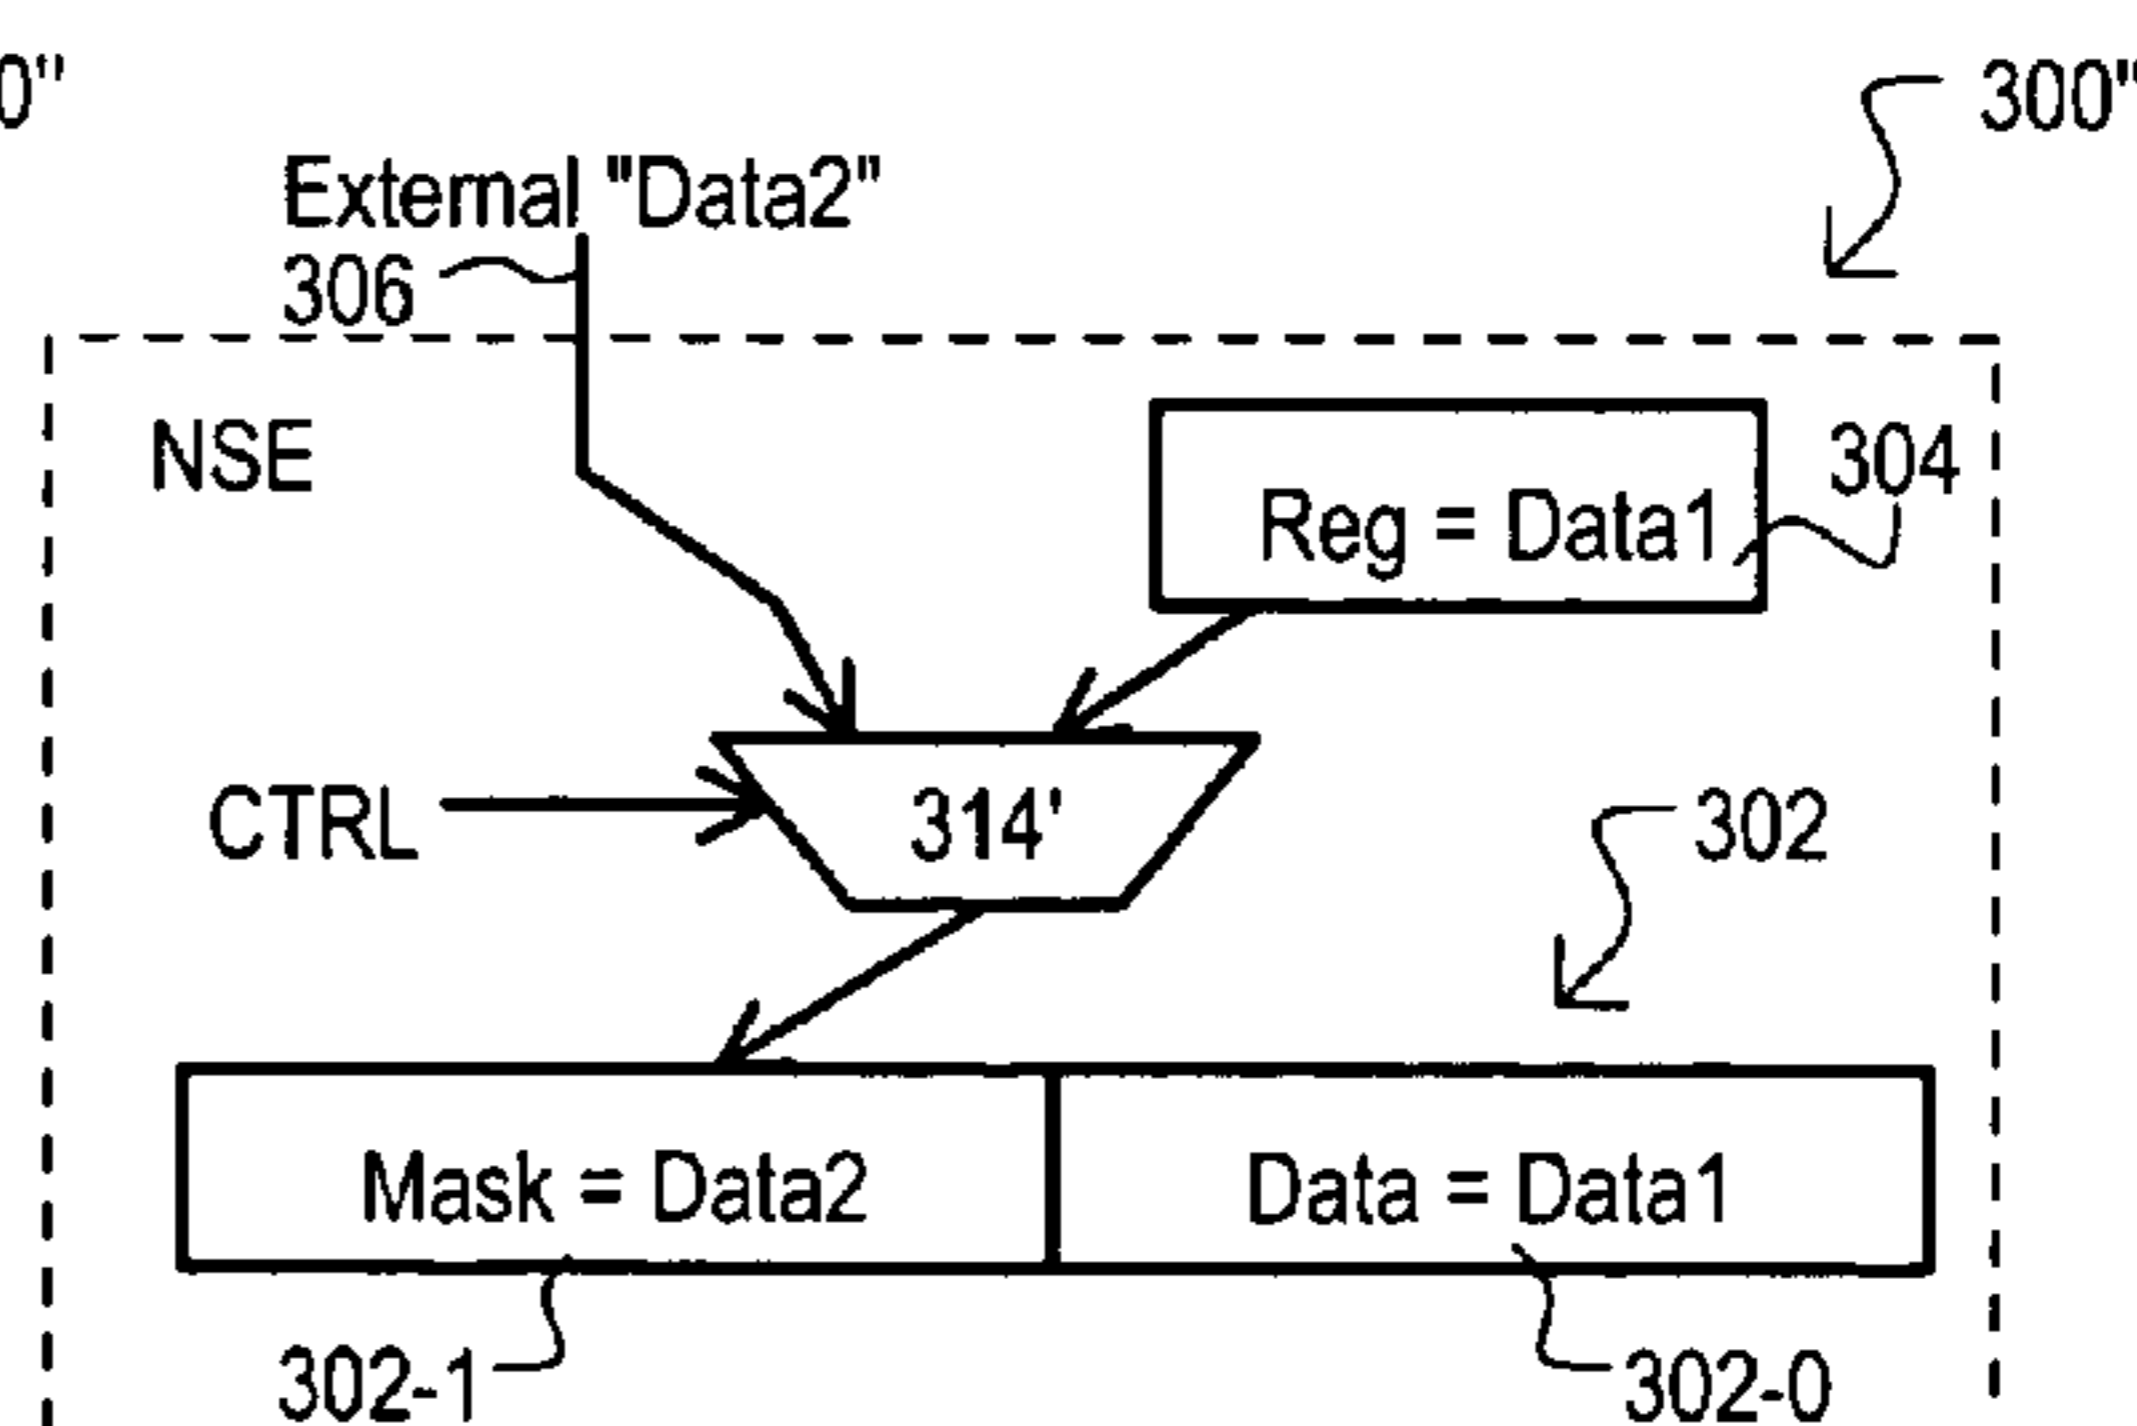 0"
300"
External "Data2"
306
NSE
304
Reg = Data1
CTRL
314'
302
Mask = Data2
Data = Data1
302-1
302-0